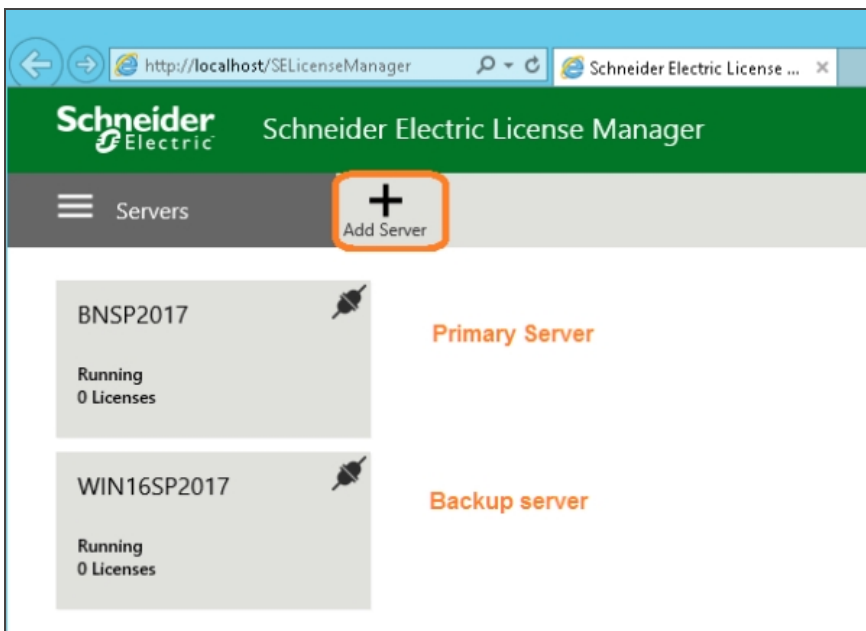 http://localhost/SELicenseManager
Schneider Electric License ...
Schneider
Electric
Schneider Electric License Manager
Servers
Add Server
BNSP2017
Primary Server
Running
0 Licenses
WIN16SP2017
Backup server
Running
0 Licenses